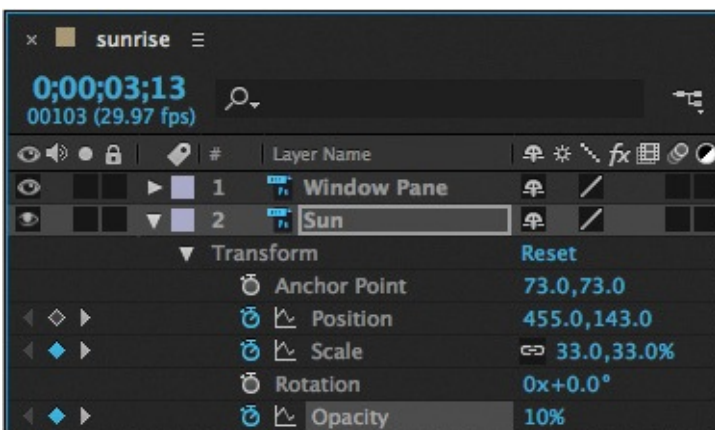 × sunrise
0;00;03;13
00103 (29.97 fps)
# Layer Name fx
1 Window Pane
2 Sun
Transform Reset
Anchor Point 73.0,73.0
Position 455.0,143.0
Scale 33.0,33.0%
Rotation 0x+0.0°
Opacity 10%